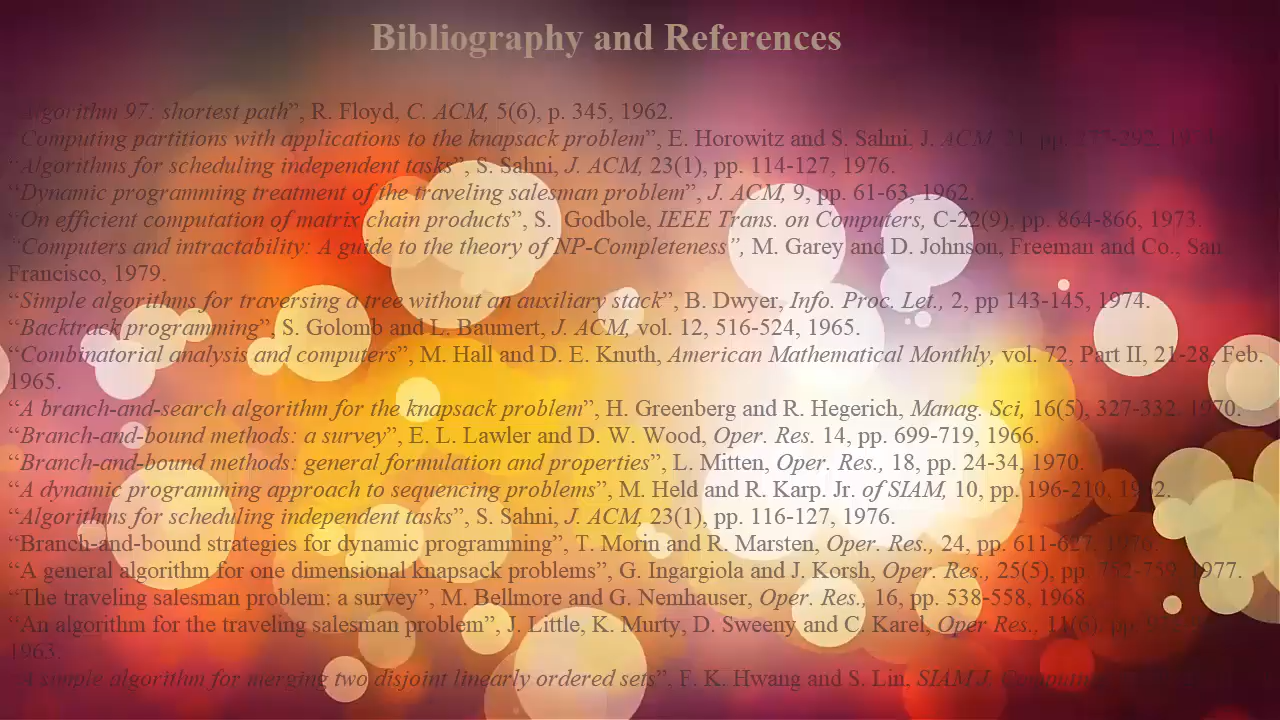 Bibliography and References
“Algorithm 97: shortest path”, R. Floyd, C. ACM, 5(6), p. 345, 1962.
“Computing partitions with applications to the knapsack problem”, E. Horowitz and S. Sahni, J. ACM, 21, pp. 277-292, 1974.
“Algorithms for scheduling independent tasks”, S. Sahni, J. ACM, 23(1), pp. 114-127, 1976.
“Dynamic programming treatment of the traveling salesman problem”, J. ACM, 9, pp. 61-63, 1962.
“On efficient computation of matrix chain products”, S. Godbole, IEEE Trans. on Computers, C-22(9), pp. 864-866, 1973.
“Computers and intractability: A guide to the theory of NP-Completeness”, M. Garey and D. Johnson, Freeman and Co., San
Francisco, 1979.
“Simple algorithms for traversing a tree without an auxiliary stack”, B. Dwyer, Info. Proc. Let., 2, pp 143-145, 1974.
“Backtrack programming”, S. Golomb and L. Baumert, J. ACM, vol. 12, 516-524, 1965.
“Combinatorial analysis and computers”, M. Hall and D. E. Knuth, American Mathematical Monthly, vol. 72, Part II, 21-28, Feb.
1965.
“A branch-and-search algorithm for the knapsack problem”, H. Greenberg and R. Hegerich, Manag. Sci, 16(5), 327-332, 1970.
“Branch-and-bound methods: a survey”, E. L. Lawler and D. W. Wood, Oper. Res. 14, pp. 699-719, 1966.
“Branch-and-bound methods: general formulation and properties”, L. Mitten, Oper. Res., 18, pp. 24-34, 1970.
“A dynamic programming approach to sequencing problems”, M. Held and R. Karp. Jr. of SIAM, 10, pp. 196-210, 1962.
“Algorithms for scheduling independent tasks”, S. Sahni, J. ACM, 23(1), pp. 116-127, 1976.
“Branch-and-bound strategies for dynamic programming”, T. Morin and R. Marsten, Oper. Res., 24, pp. 611-627, 1976.
“A general algorithm for one dimensional knapsack problems”, G. Ingargiola and J. Korsh, Oper. Res., 25(5), pp. 752-759, 1977.
“The traveling salesman problem: a survey”, M. Bellmore and G. Nemhauser, Oper. Res., 16, pp. 538-558, 1968.
“An algorithm for the traveling salesman problem”, J. Little, K. Murty, D. Sweeny and C. Karel, Oper Res., 11(6), pp.
1963.
“A simple algorithm for merging two disjoint linearly ordered sets”, F. K. Hwang and S. Lin, SIAM J.